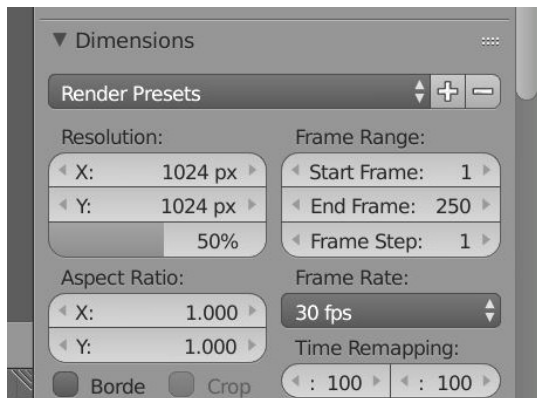 Dimensions
Render Presets
Resolution:
X: 1024 px
Y: 1024 px
50%
Frame Range:
Start Frame: 1
End Frame: 250
Frame Step: 1
Aspect Ratio:
X: 1.000
Y: 1.000
Borde Crop
Frame Rate:
30 fps
Time Remapping:
: 100 : 100